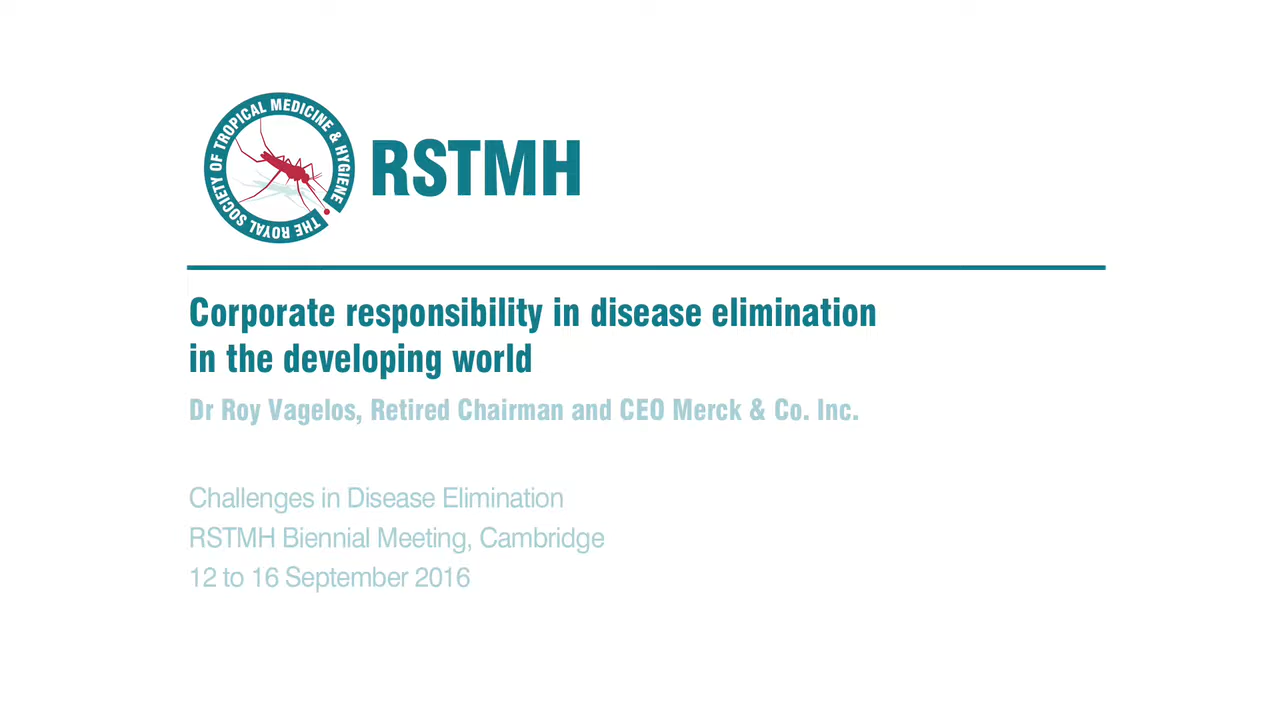 THE ROYAL SOCIETY OF TROPICAL MEDICINE & HYGIENE
RSTMH
Corporate responsibility in disease elimination
in the developing world
Dr Roy Vagelos, Retired Chairman and CEO Merck & Co. Inc.
Challenges in Disease Elimination
RSTMH Biennial Meeting, Cambridge
12 to 16 September 2016